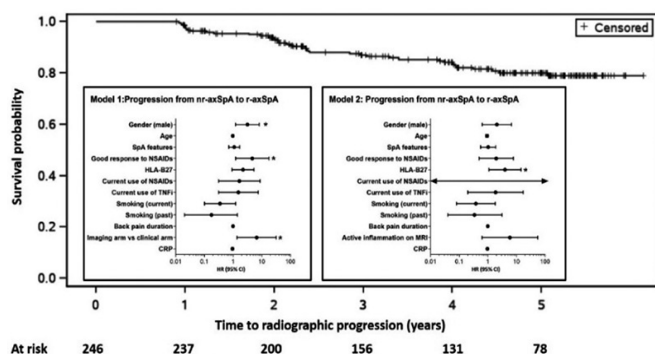 + Censored
1.0
0.8
0.6
0.4
0.2
0.0
Survival probability
Model 1:Progression from nr-axSpA to r-axSpA
Gender (male)
Age
SpA features
Good response to NSAIDs
HLA-B27
Current use of NSAIDs
Current use of TNFi
Smoking (current)
Smoking (past)
Back pain duration
Imaging arm vs clinical arm
CRP
0.01 0.1 1 10 100
HR (95% CI)
Model 2: Progression from nr-axSpA to r-axSpA
Gender (male)
Age
SpA features
Good response to NSAIDs
HLA-B27
Current use of NSAIDs
Current use of TNFi
Smoking (current)
Smoking (past)
Back pain duration
Active Inflammation on MRI
CRP
0.01 0.1 1 10 100
HR (95% CI)
0 1 2 3 4 5
Time to radiographic progression (years)
At risk 246 237 200 156 131 78